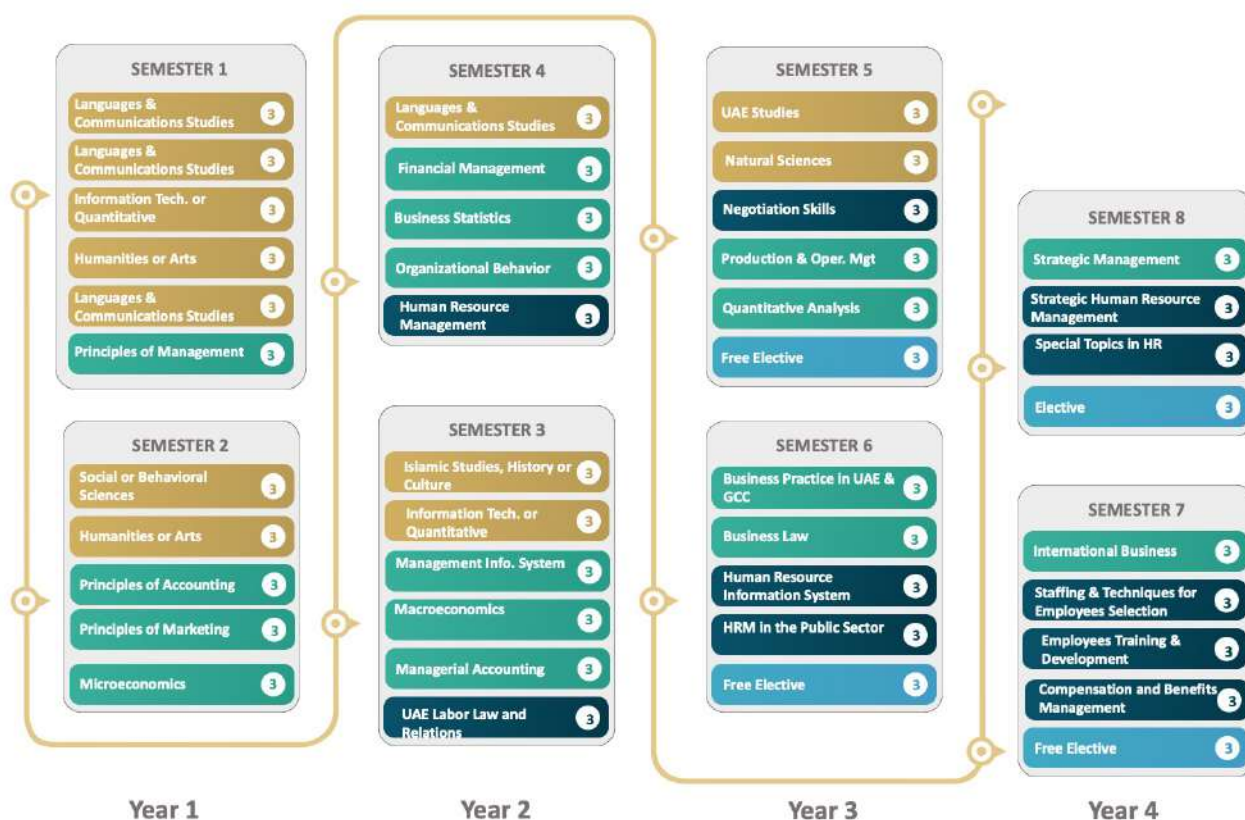 SEMESTER 1
Languages &
Communications Studies
3
Languages &
Communications Studies
3
Information Tech. or
Quantitative
3
Humanities or Arts
3
Languages &
Communications Studies
3
Principles of Management
3
SEMESTER 2
Social or Behavioral
Sciences
3
Humanities or Arts
3
Principles of Accounting
3
Principles of Marketing
3
Microeconomics
3
SEMESTER 4
Languages &
Communications Studies
3
Financial Management
3
Business Statistics
3
Organizational Behavior
3
Human Resource
Management
3
SEMESTER 3
Islamic Studies, History or
Culture
3
Information Tech. or
Quantitative
3
Management Info. System
3
Macroeconomics
3
Managerial Accounting
3
UAE Labor Law and
Relations
3
SEMESTER 5
UAE Studies
3
Natural Sciences
3
Negotiation Skills
3
Production & Oper. Mgt
3
Quantitative Analysis
3
Free Elective
3
SEMESTER 6
Business Practice in UAE &
GCC
3
Business Law
3
Human Resource
Information System
3
HRM in the Public Sector
3
Free Elective
3
SEMESTER 8
Strategic Management
3
Strategic Human Resource
Management
3
Special Topics in HR
3
Elective
3
SEMESTER 7
International Business
3
Staffing & Techniques for
Employees Selection
3
Employees Training &
Development
3
Compensation and Benefits
Management
3
Free Elective
3
Year 1
Year 2
Year 3
Year 4